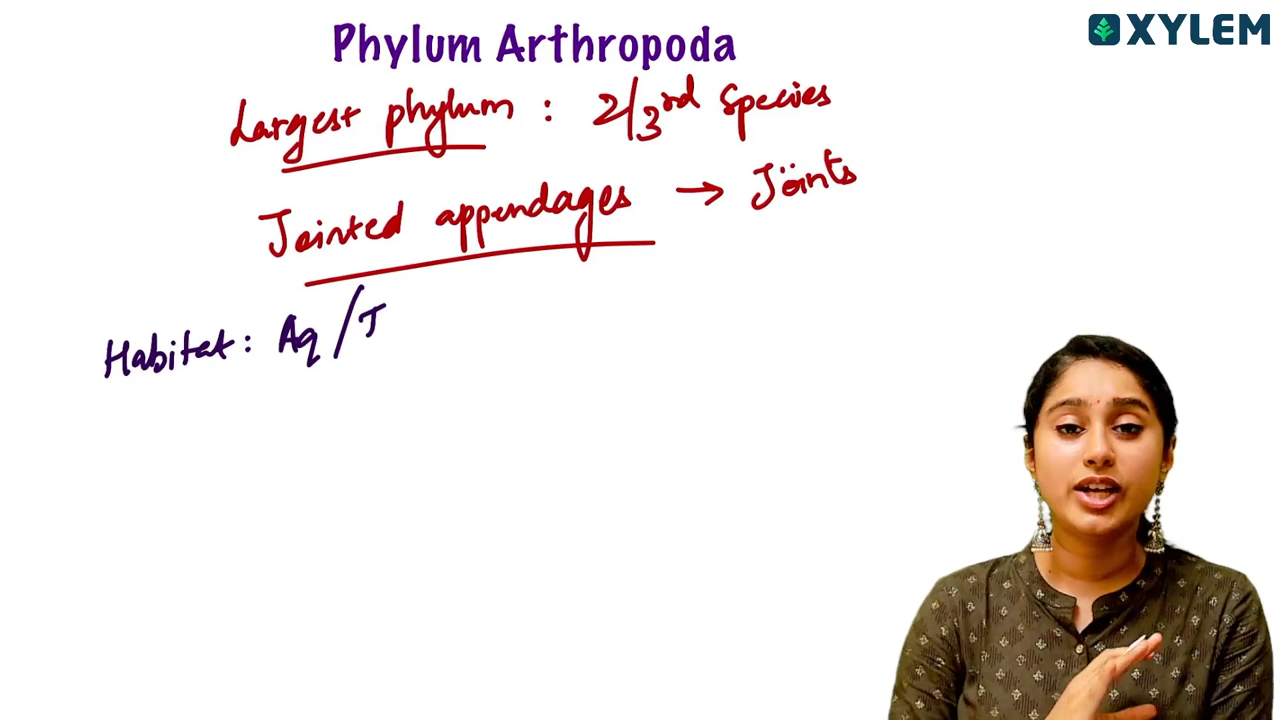 XYLEM
Phylum Arthropoda
Largest phylum : 2/3rd Species
Jointed appendages → Joints
Habitat : Aq / T